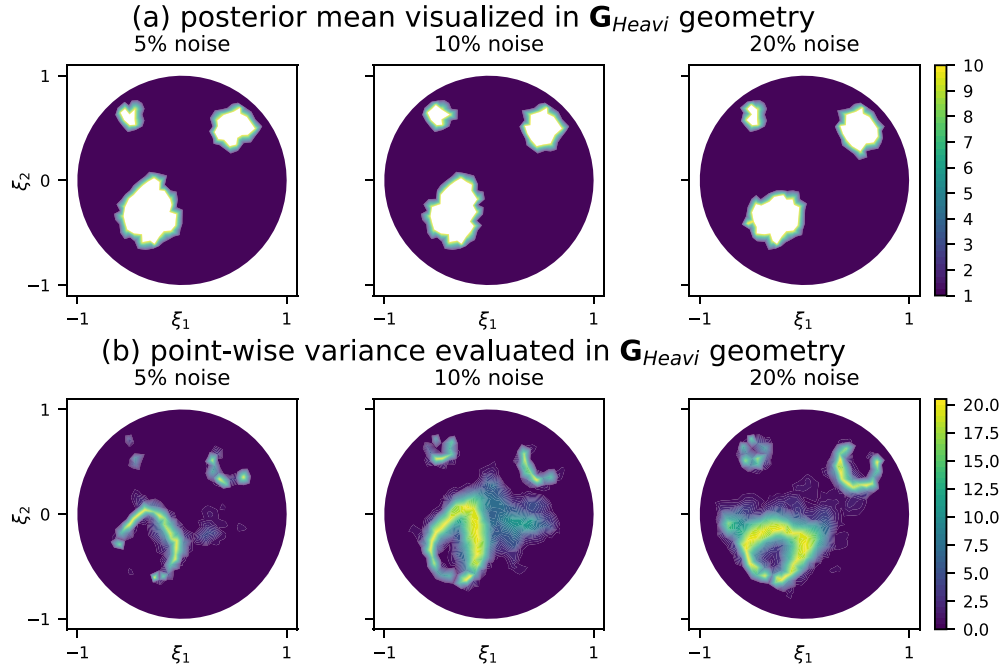 (a) posterior mean visualized in G_Heavi geometry
5% noise 10% noise 20% noise
1
0
−1
ξ₂
−1 1
ξ₁
−1 1
ξ₁
−1 1
ξ₁
10
9
8
7
6
5
4
3
2
1
(b) point-wise variance evaluated in G_Heavi geometry
5% noise 10% noise 20% noise
1
0
−1
ξ₂
−1 1
ξ₁
−1 1
ξ₁
−1 1
ξ₁
20.0
17.5
15.0
12.5
10.0
7.5
5.0
2.5
0.0